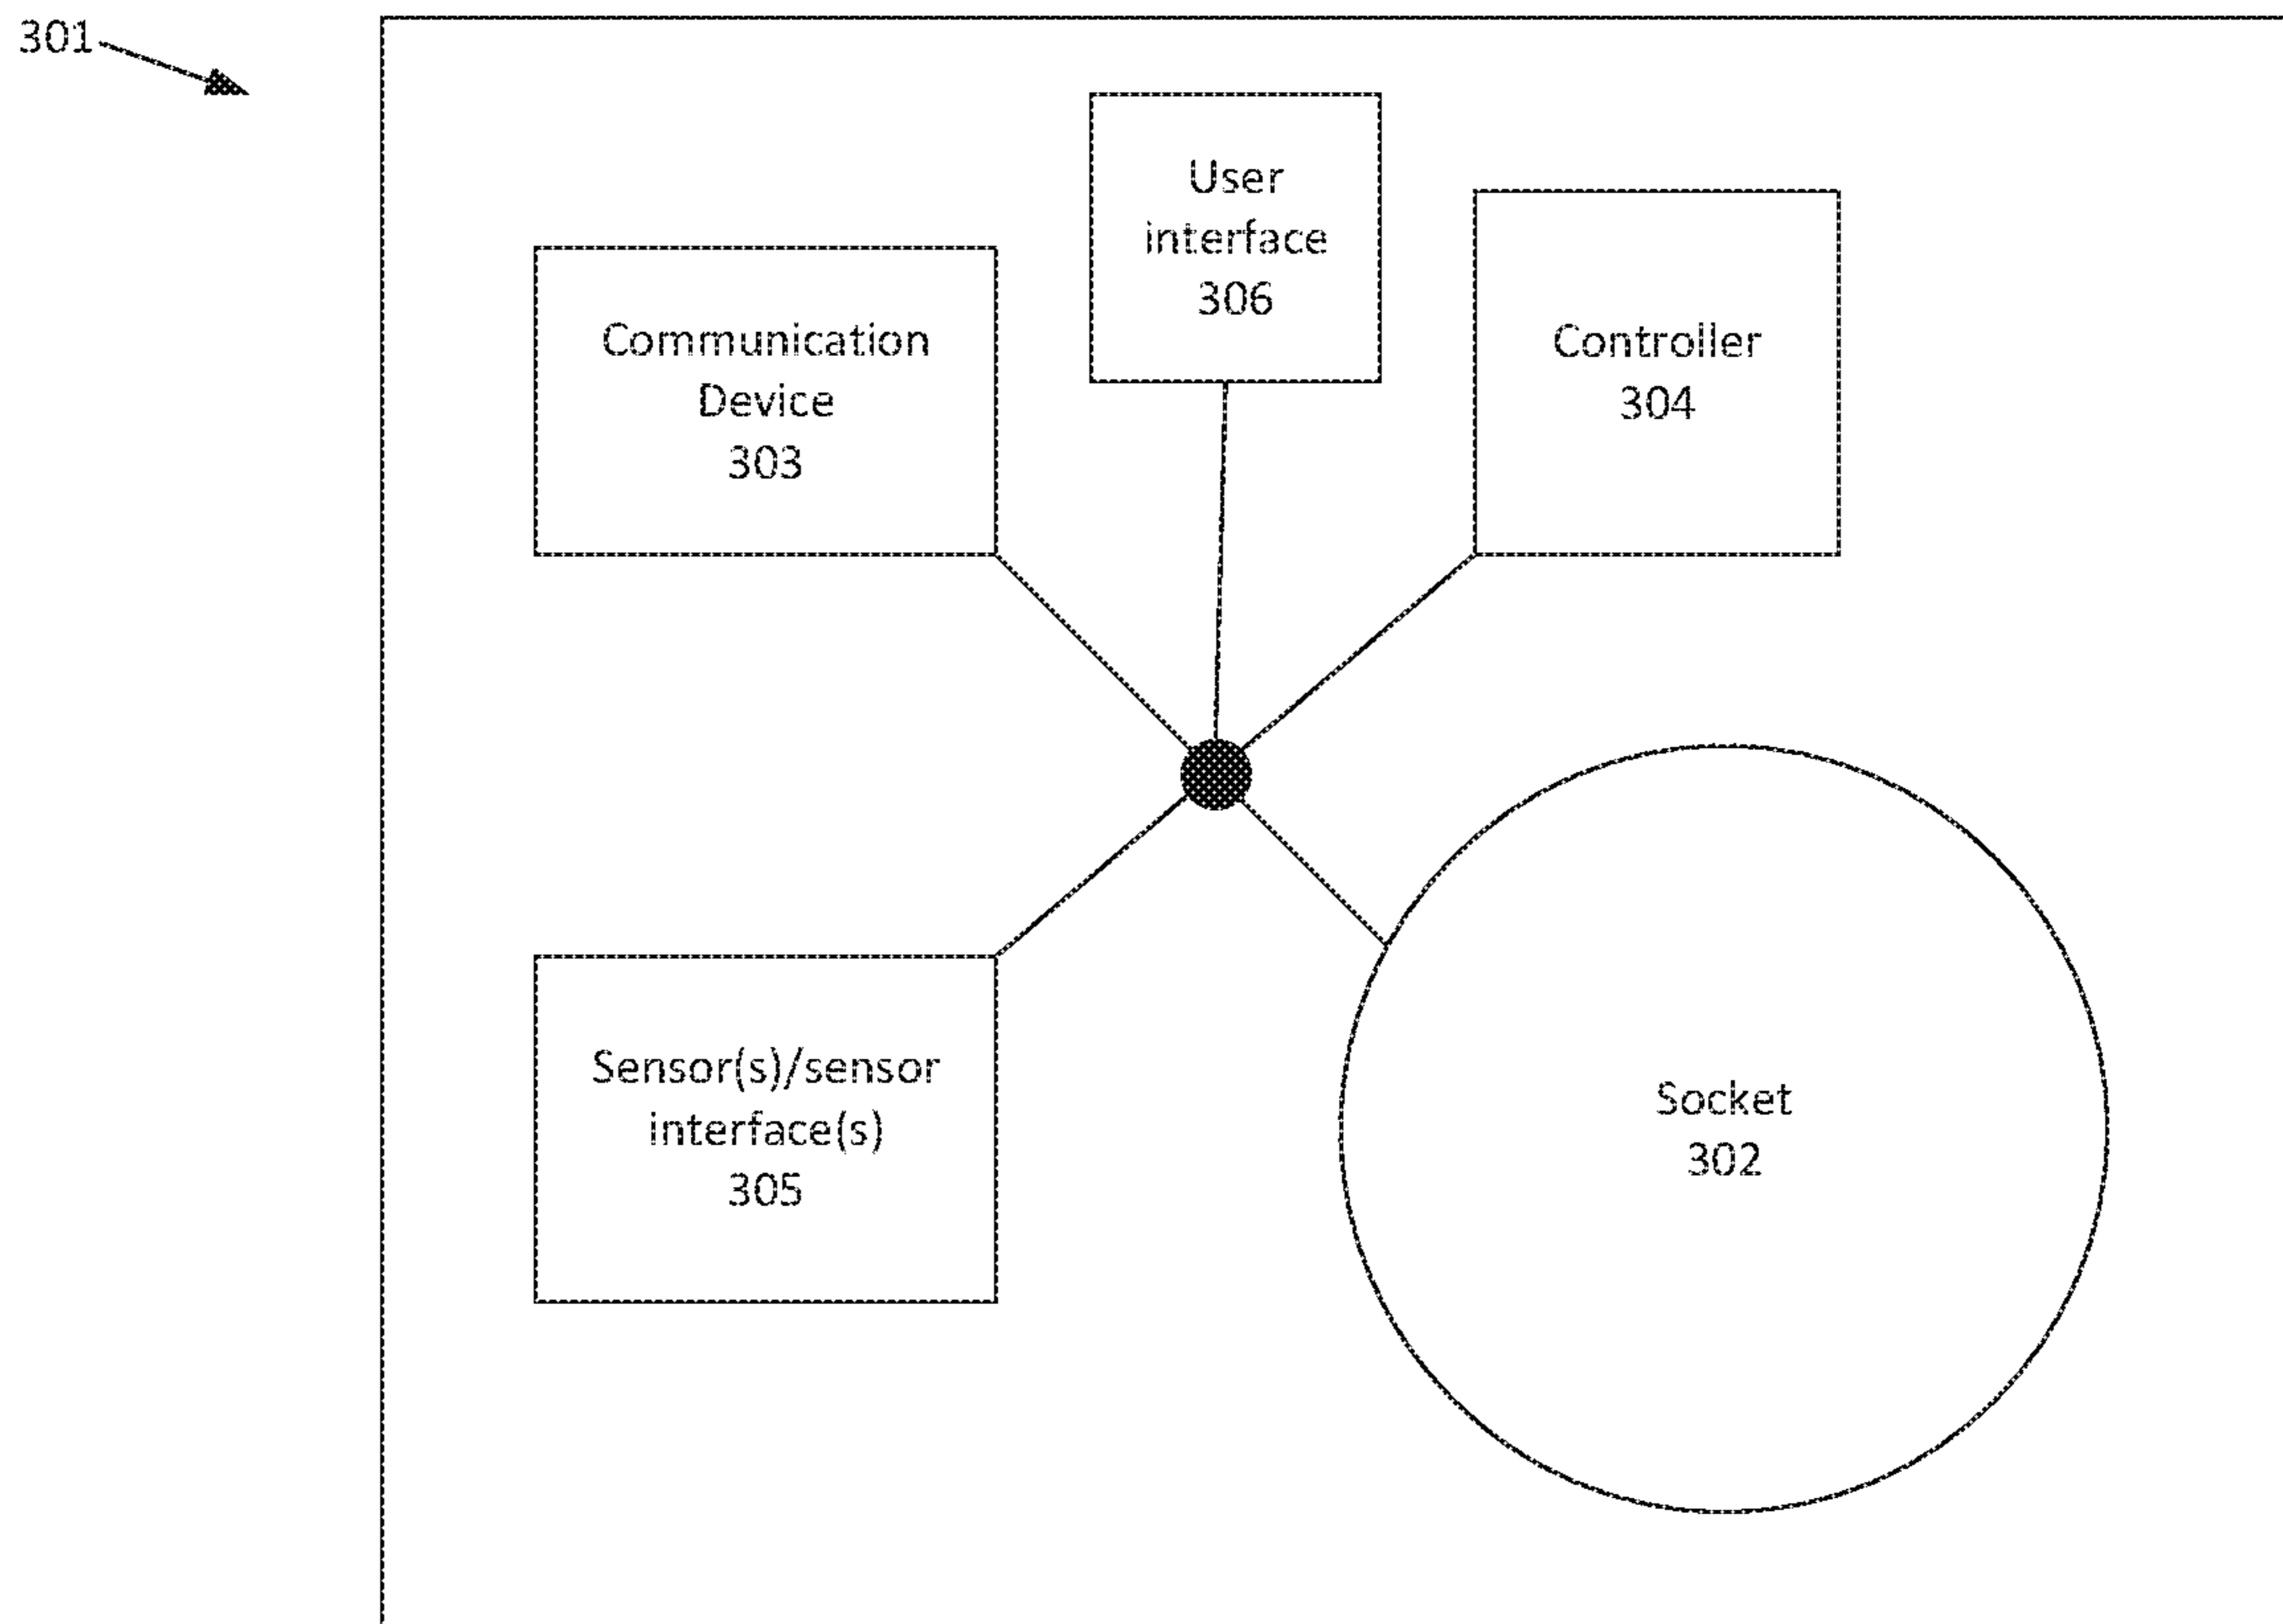 301
User
interface
306
Communication
Device
303
Controller
304
Sensor(s)/sensor
interface(s)
305
Socket
302